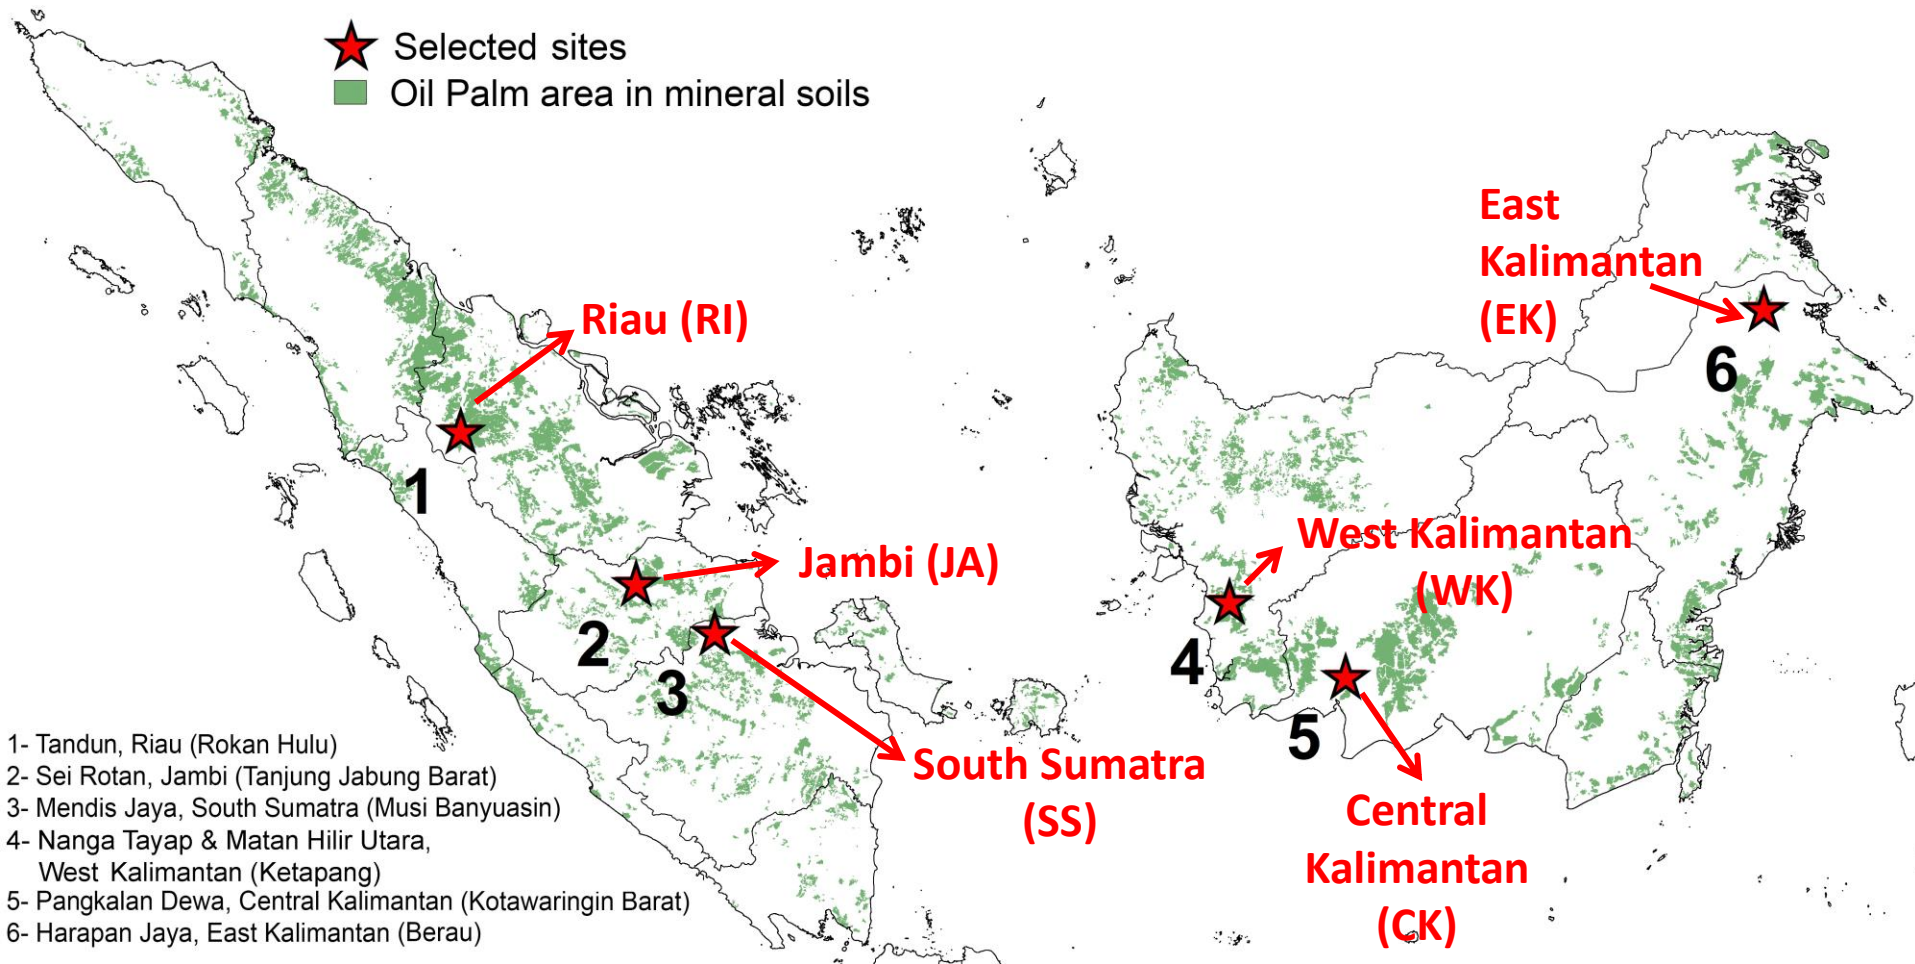 Selected sites
Oil Palm area in mineral soils
Riau (RI)
1
Jambi (JA)
2
3
South Sumatra
(SS)
East
Kalimantan
(EK)
6
West Kalimantan
(WK)
4
5
Central
Kalimantan
(CK)
1- Tandun, Riau (Rokan Hulu)
2- Sei Rotan, Jambi (Tanjung Jabung Barat)
3- Mendis Jaya, South Sumatra (Musi Banyuasin)
4- Nanga Tayap & Matan Hilir Utara,
West Kalimantan (Ketapang)
5- Pangkalan Dewa, Central Kalimantan (Kotawaringin Barat)
6- Harapan Jaya, East Kalimantan (Berau)